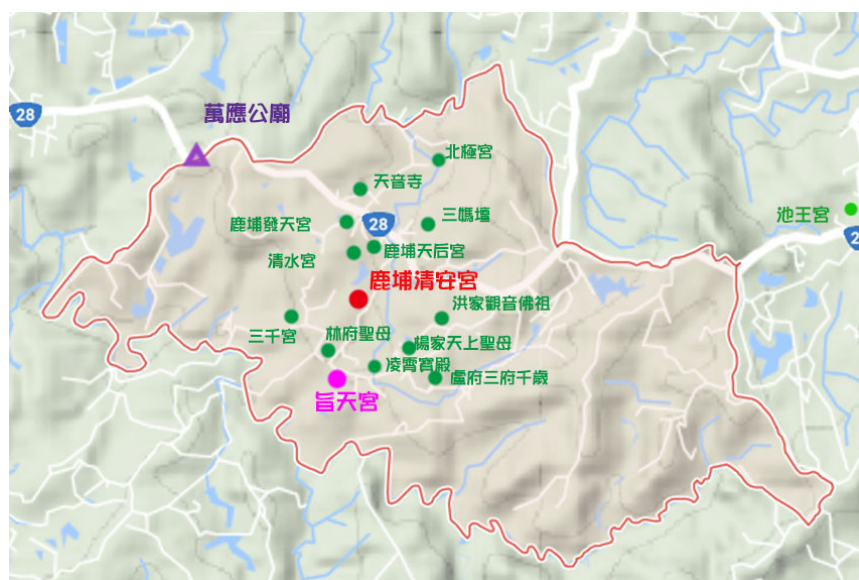 28
萬應公廟
北極宮
天音寺
鹿埔發天宮
28
三媽壇
池王宮
2
清水宮
鹿埔天后宮
鹿埔清安宮
洪家觀音佛祖
三千宮
林府聖母
楊家天上聖母
凌霄寶殿
盧府三府千歲
旨天宮